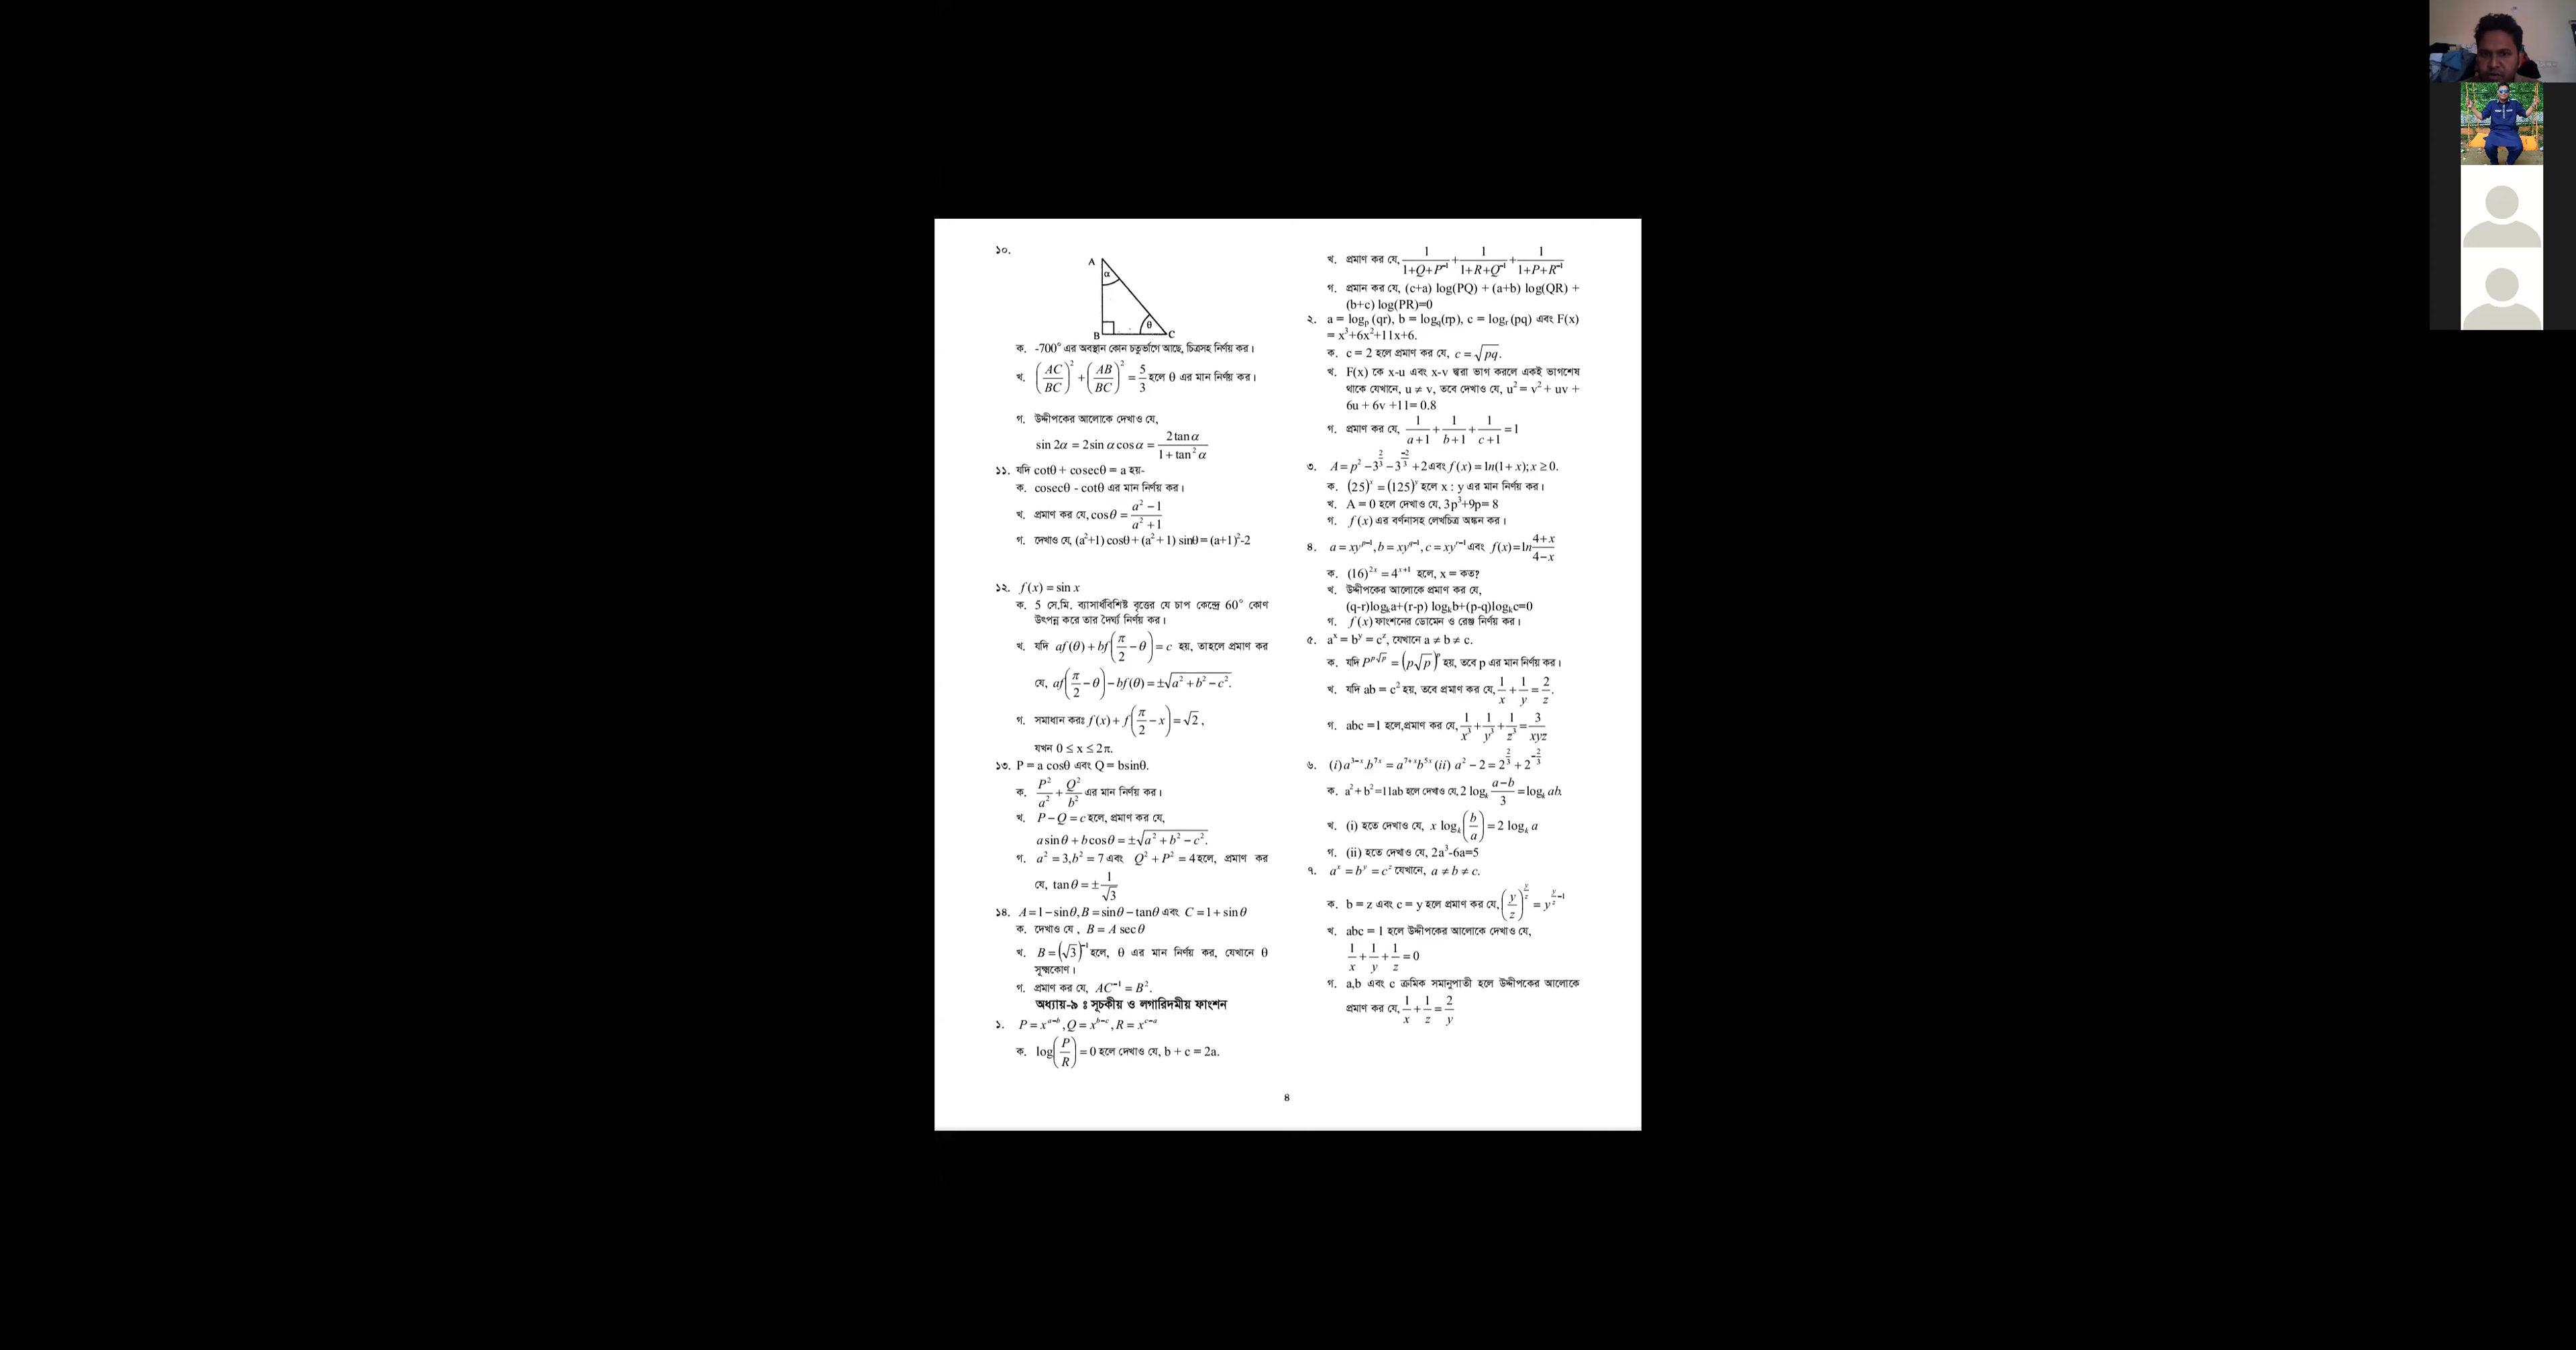 ১০.
A
α
θ
B
C
ক. -700° এর অবস্থান কোন চতুর্ভাগে আছে, চিত্রসহ নির্ণয় কর।
খ. (AC/BC)² + (AB/BC)² = 5/3 হলে θ এর মান নির্ণয় কর।
গ. উদ্দীপকের আলোকে দেখাও যে,
sin 2α = 2sin α cos α = 2 tan α / 1 + tan² α
১১. যদি cotθ + cosecθ = a হয়-
ক. cosecθ - cotθ এর মান নির্ণয় কর।
খ. প্রমাণ কর যে, cosθ = a² − 1 / a² + 1
গ. দেখাও যে, (a²+1) cosθ + (a² + 1) sinθ = (a+1)²-2
১২. f(x) = sin x
ক. 5 সে.মি. ব্যাসার্ধবিশিষ্ট বৃত্তের যে চাপ কেন্দ্রে 60° কোণ
উৎপন্ন করে তার দৈর্ঘ্য নির্ণয় কর।
খ. যদি af(θ) + bf(π/2 − θ) = c হয়, তাহলে প্রমাণ কর
যে, af(π/2 − θ) − bf(θ) = ±√(a² + b² − c²).
গ. সমাধান করঃ f(x) + f(π/2 − x) = √2,
যখন 0 ≤ x ≤ 2π.
১৩. P = a cosθ এবং Q = bsinθ.
ক. P²/a² + Q²/b² এর মান নির্ণয় কর।
খ. P − Q = c হলে, প্রমাণ কর যে,
a sinθ + b cosθ = ±√(a² + b² − c²).
গ. a² = 3, b² = 7 এবং Q² + P² = 4 হলে, প্রমাণ কর
যে, tanθ = ± 1/√3
১৪. A = 1 − sinθ, B = sinθ − tanθ এবং C = 1 + sinθ
ক. দেখাও যে, B = A secθ
খ. B = (√3)⁻¹ হলে, θ এর মান নির্ণয় কর, যেখানে θ
সূক্ষ্মকোণ।
গ. প্রমাণ কর যে, AC⁻¹ = B².
অধ্যায়-৯ ঃ সূচকীয় ও লগারিদমীয় ফাংশন
১. P = x^(a−b), Q = x^(b−c), R = x^(c−a)
ক. log(P/R) = 0 হলে দেখাও যে, b + c = 2a.
খ. প্রমাণ কর যে, 1/1+Q+P⁻¹ + 1/1+R+Q⁻¹ + 1/1+P+R⁻¹
গ. প্রমান কর যে, (c+a) log(PQ) + (a+b) log(QR) +
(b+c) log(PR)=0
২. a = logₚ (qr), b = log_q(rp), c = logᵣ (pq) এবং F(x)
= x³+6x²+11x+6.
ক. c = 2 হলে প্রমাণ কর যে, c = √pq.
খ. F(x) কে x-u এবং x-v দ্বরা ভাগ করলে একই ভাগশেষ
থাকে যেখানে, u ≠ v, তবে দেখাও যে, u² = v² + uv +
6u + 6v +11= 0.8
গ. প্রমাণ কর যে, 1/a+1 + 1/b+1 + 1/c+1 = 1
৩. A = p² − 3^(2/3) − 3^(−2/3) + 2 এবং f(x) = 1n(1 + x); x ≥ 0.
ক. (25)ˣ = (125)ʸ হলে x : y এর মান নির্ণয় কর।
খ. A = 0 হলে দেখাও যে, 3p³+9p= 8
গ. f(x) এর বর্ণনাসহ লেখচিত্র অঙ্কন কর।
৪. a = xy^(p−1), b = xy^(q−1), c = xy^(r−1) এবং f(x) = 1n 4+x / 4−x
ক. (16)^(2x) = 4^(x+1) হলে, x = কত?
খ. উদ্দীপকের আলোকে প্রমাণ কর যে,
(q-r)logₖa+(r-p) logₖb+(p-q)logₖc=0
গ. f(x) ফাংশনের ডোমেন ও রেঞ্জ নির্ণয় কর।
৫. aˣ = bʸ = cᶻ, যেখানে a ≠ b ≠ c.
ক. যদি P^(p√p) = (p√p)^p হয়, তবে p এর মান নির্ণয় কর।
খ. যদি ab = c² হয়, তবে প্রমাণ কর যে, 1/x + 1/y = 2/z.
গ. abc =1 হলে,প্রমাণ কর যে, 1/x³ + 1/y³ + 1/z³ = 3/xyz
৬. (i) a^(3−x).b^(7x) = a^(7+x)b^(5x) (ii) a² − 2 = 2^(2/3) + 2^(−2/3)
ক. a² + b² =11ab হলে দেখাও যে, 2 logₖ a−b/3 = logₖ ab.
খ. (i) হতে দেখাও যে, x logₖ(b/a) = 2 logₖ a
গ. (ii) হতে দেখাও যে, 2a³-6a=5
৭. aˣ = bʸ = cᶻ যেখানে, a ≠ b ≠ c.
ক. b = z এবং c = y হলে প্রমাণ কর যে, (y/z)^(y/z) = y^(y/z −1)
খ. abc = 1 হলে উদ্দীপকের আলোকে দেখাও যে,
1/x + 1/y + 1/z = 0
গ. a,b এবং c ক্রমিক সমানুপাতী হলে উদ্দীপকের আলোকে
প্রমাণ কর যে, 1/x + 1/z = 2/y
8